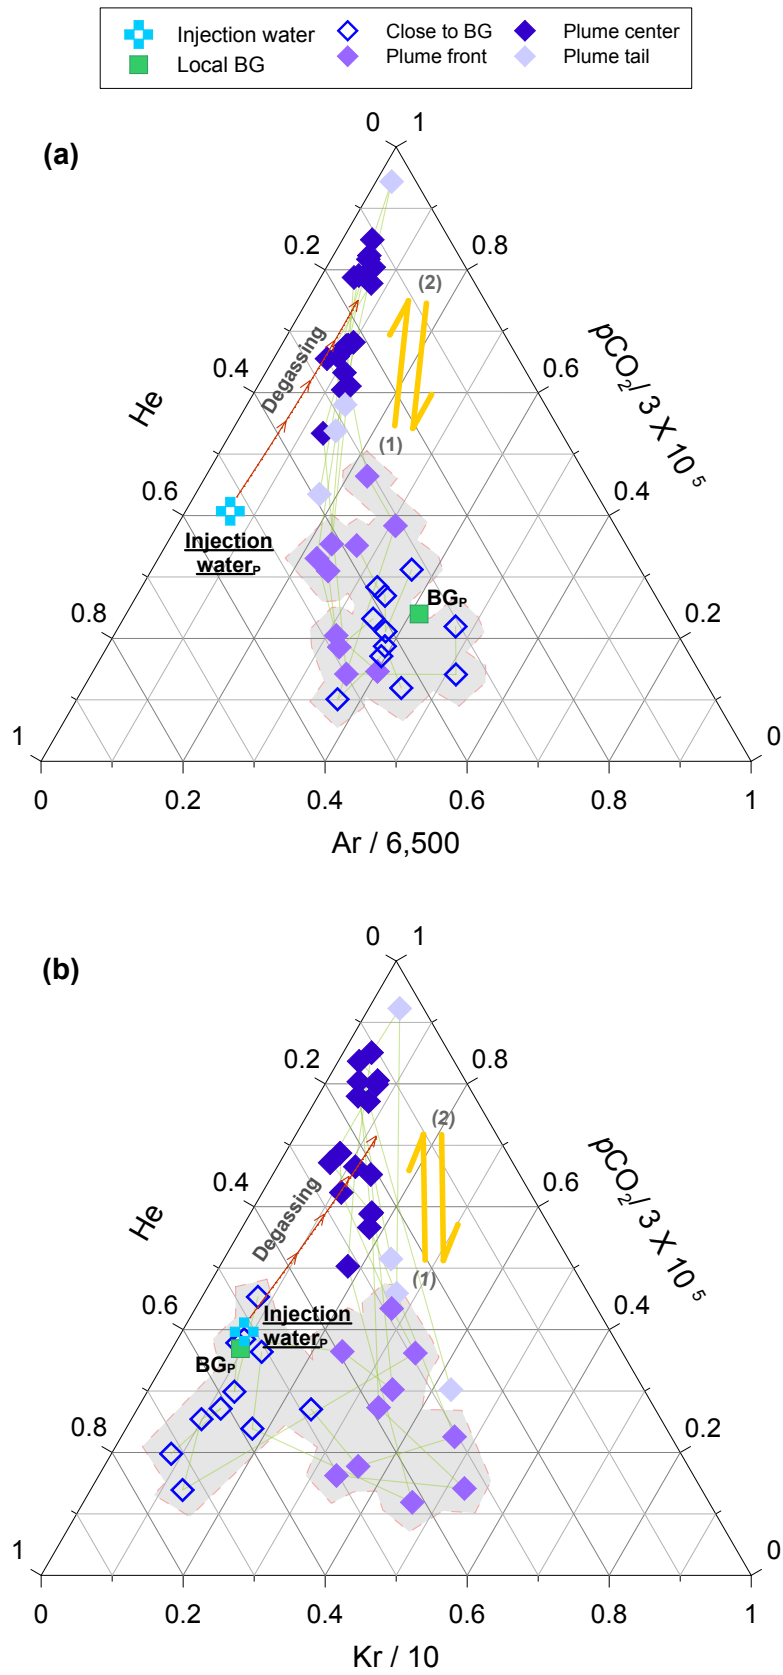 Injection water
Close to BG
Plume center
Local BG
Plume front
Plume tail
(a)
0 1
0.2 0.8
(2)
Degassing
pCO2/ 3 X 10 5
0.4 0.6
He
(1)
0.6 0.4
Injection
waterP
BGP
0.8 0.2
1 0
0 0.2 0.4 0.6 0.8 1
Ar / 6,500
(b)
0 1
0.2 0.8
(2)
Degassing
pCO2/ 3 X 10 5
0.4 0.6
He
(1)
0.6 0.4
Injection
waterP
BGP
0.8 0.2
1 0
0 0.2 0.4 0.6 0.8 1
Kr / 10